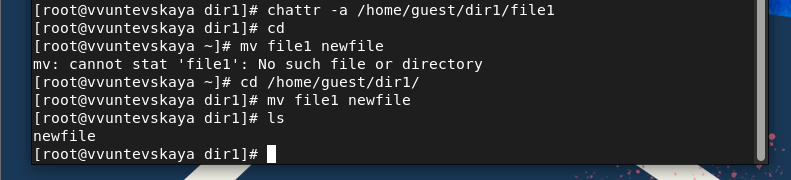 [root@vvuntevskaya dir1]# chattr -a /home/guest/dir1/file1
[root@vvuntevskaya dir1]# cd
[root@vvuntevskaya ~]# mv file1 newfile
mv: cannot stat 'file1': No such file or directory
[root@vvuntevskaya ~]# cd /home/guest/dir1/
[root@vvuntevskaya dir1]# mv file1 newfile
[root@vvuntevskaya dir1]# ls
newfile
[root@vvuntevskaya dir1]#